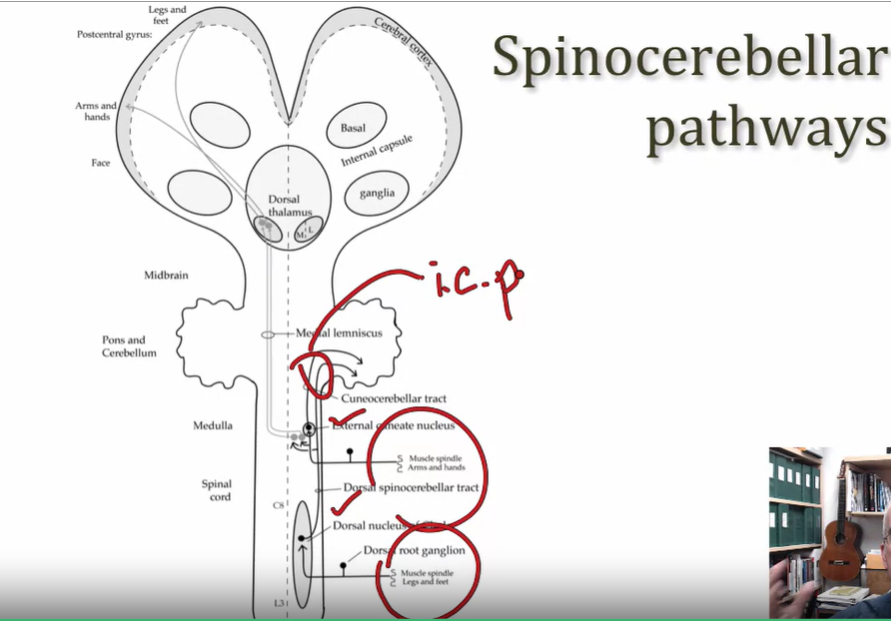 Spinocerebellar
pathways
Legs and
feet
Postcentral gyrus:
Cerebral cortex
Arms and
hands
Face
Basal
Internal capsule
ganglia
Dorsal
thalamus
M L
Midbrain
i.c.p
Medial lemniscus
Pons and
Cerebellum
Cuneocerebellar tract
Medulla
External cuneate nucleus
Muscle spindle
Arms and hands
Spinal
cord
Dorsal spinocerebellar tract
C8
Dorsal nucleus
Dorsal root ganglion
Muscle spindle
Legs and feet
L3